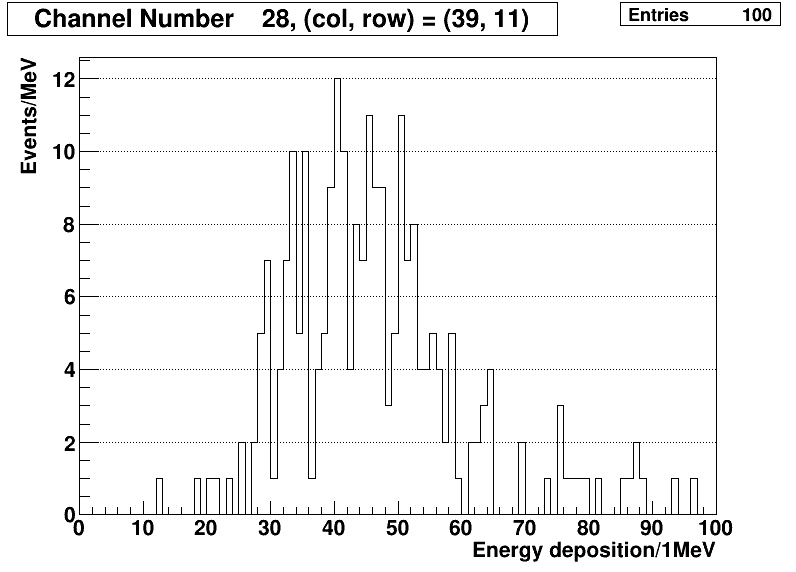 Channel Number 28, (col, row) = (39, 11)
Entries 100
Events/MeV
12
10
8
6
4
2
0
0 10 20 30 40 50 60 70 80 90 100
Energy deposition/1MeV